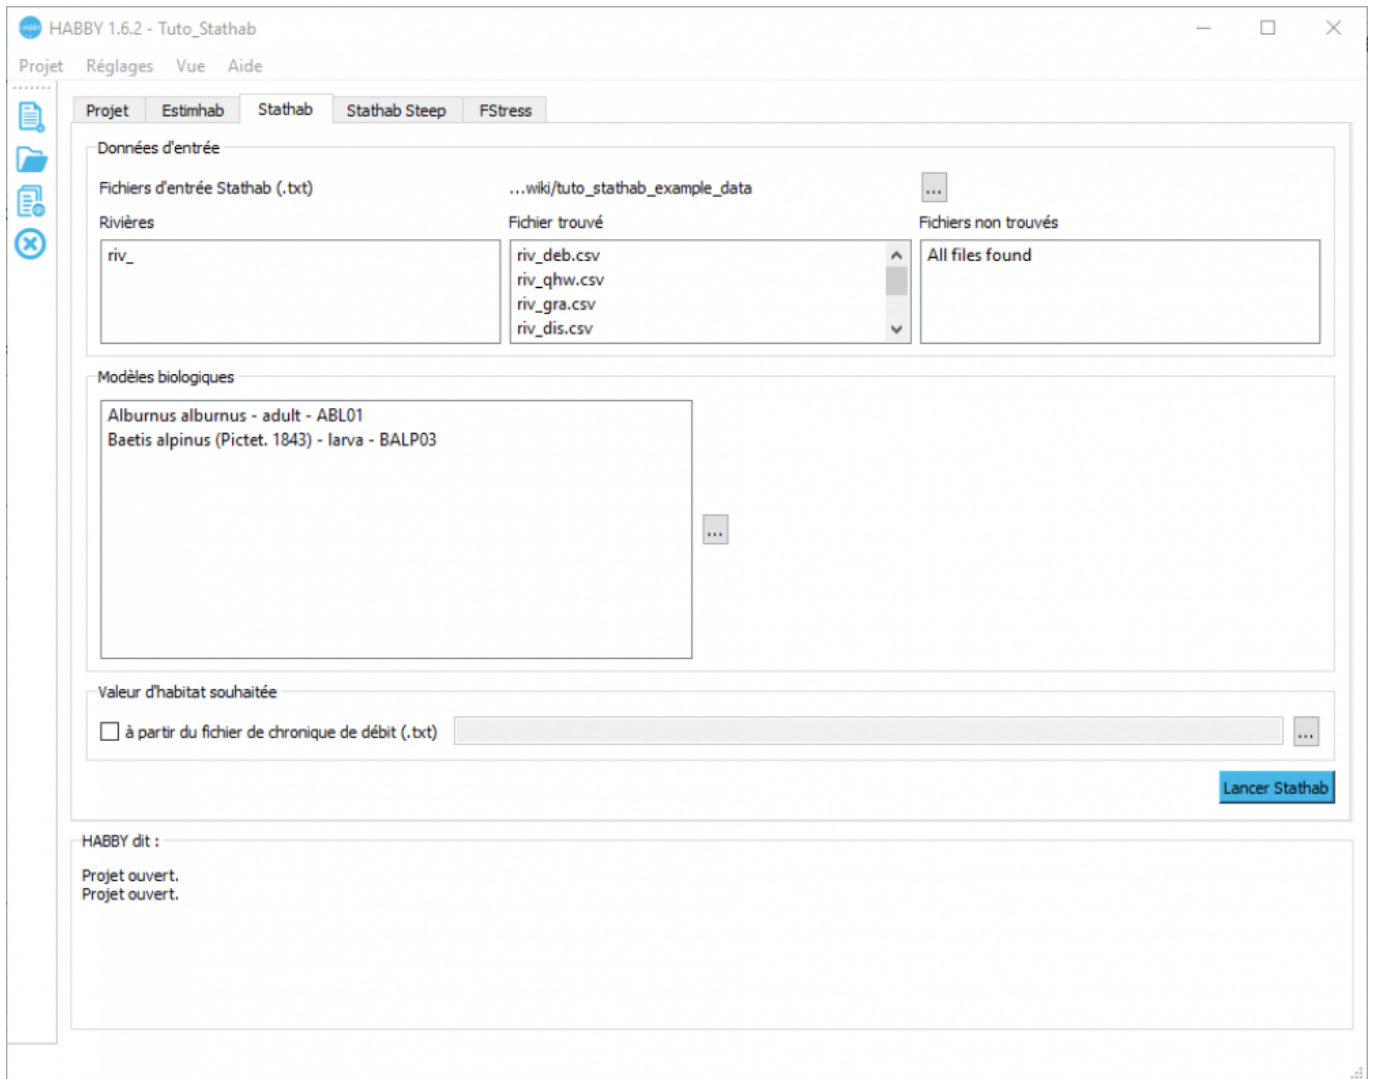 HABBY 1.6.2 - Tuto_Stathab
Projet Réglages Vue Aide
Projet Estimhab Stathab Stathab Steep FStress
Données d'entrée
Fichiers d'entrée Stathab (.txt) ...wiki/tuto_stathab_example_data ...
Rivières Fichier trouvé Fichiers non trouvés
riv_ riv_deb.csv All files found
riv_qhw.csv
riv_gra.csv
riv_dis.csv
Modèles biologiques
Alburnus alburnus - adult - ABL01
Baetis alpinus (Pictet. 1843) - larva - BALP03
...
Valeur d'habitat souhaitée
à partir du fichier de chronique de débit (.txt) ...
Lancer Stathab
HABBY dit :
Projet ouvert.
Projet ouvert.